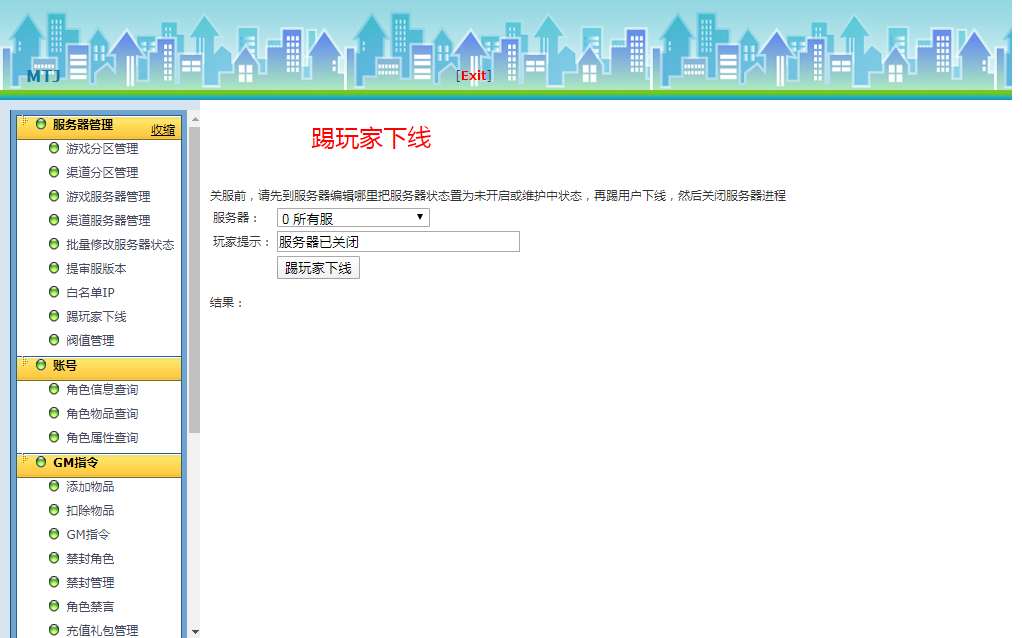 MTJ
[Exit]
服务器管理
收缩
游戏分区管理
渠道分区管理
游戏服务器管理
渠道服务器管理
批量修改服务器状态
提审服版本
白名单IP
踢玩家下线
阀值管理
账号
角色信息查询
角色物品查询
角色属性查询
GM指令
添加物品
扣除物品
GM指令
禁封角色
禁封管理
角色禁言
充值礼包管理
踢玩家下线
关服前，请先到服务器编辑哪里把服务器状态置为未开启或维护中状态，再踢用户下线，然后关闭服务器进程
服务器： 0 所有服
玩家提示： 服务器已关闭
踢玩家下线
结果：